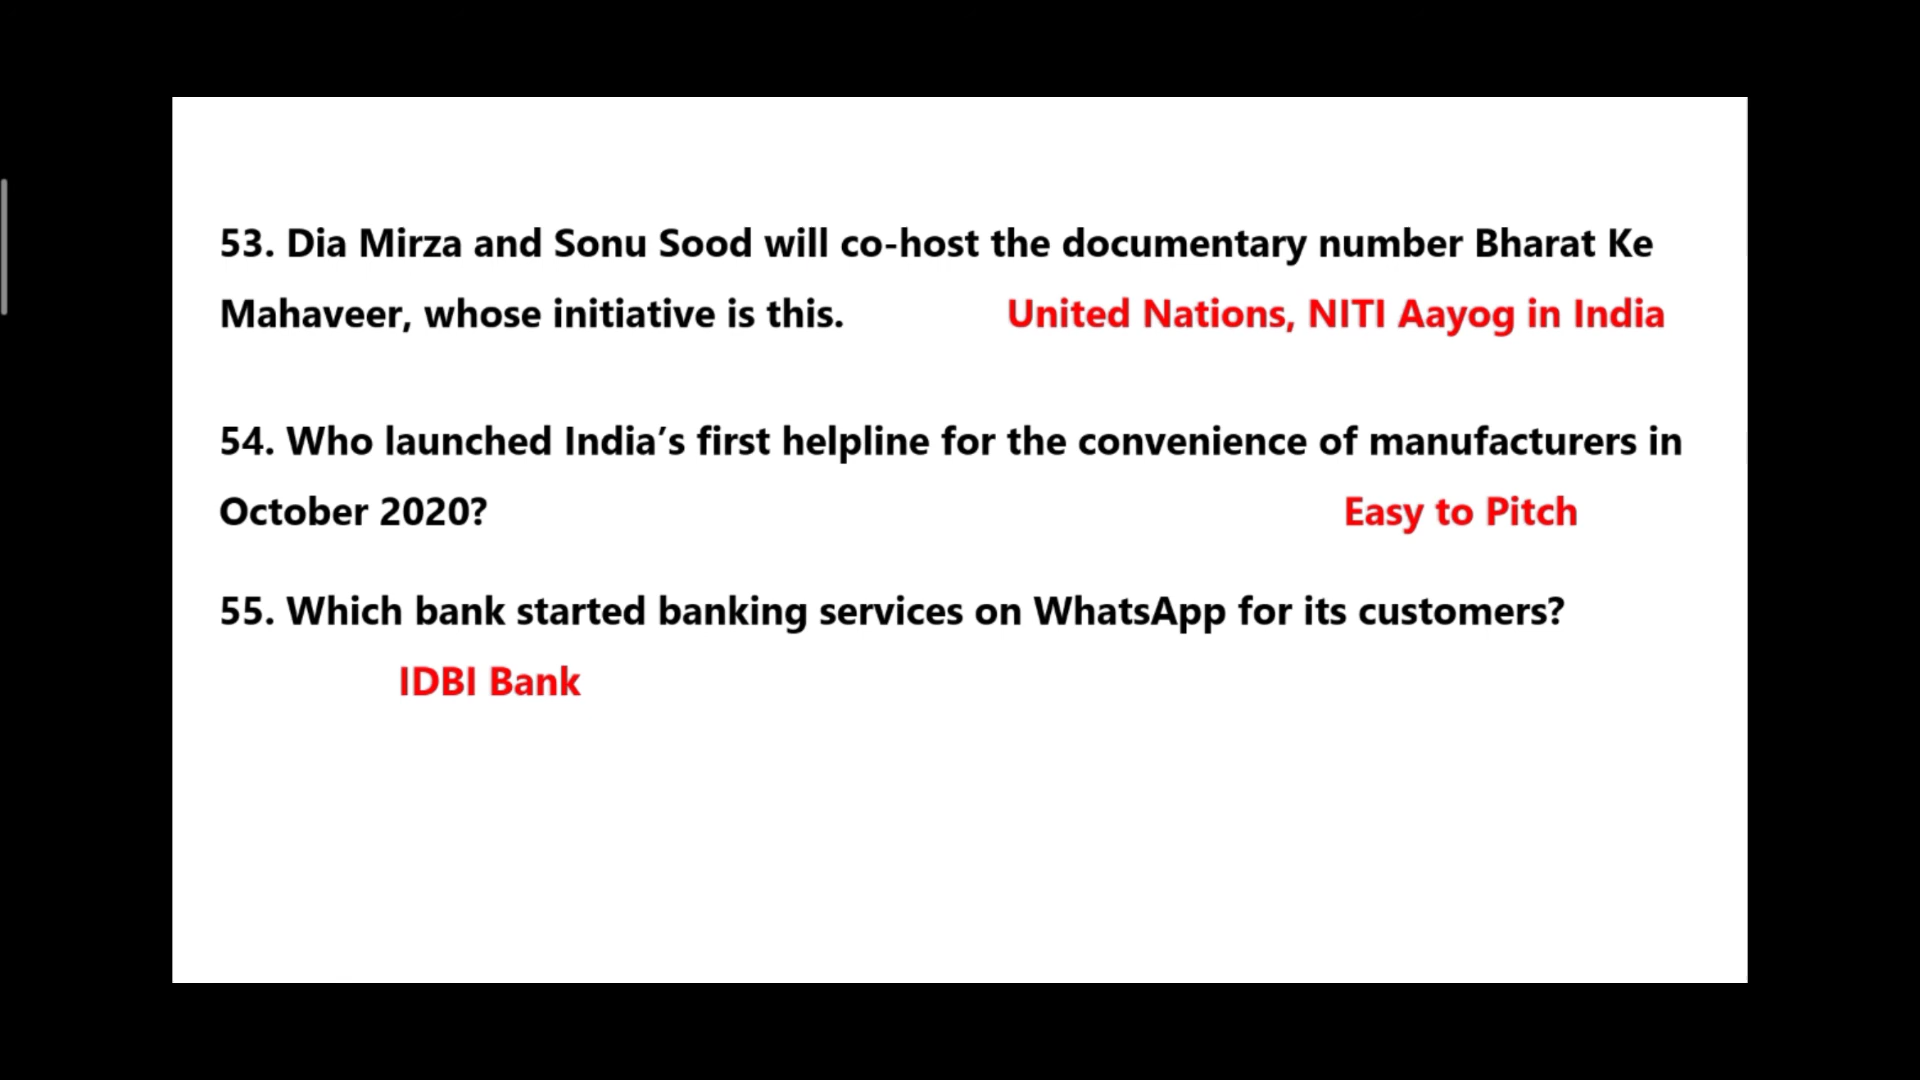 53. Dia Mirza and Sonu Sood will co-host the documentary number Bharat Ke
Mahaveer, whose initiative is this. United Nations, NITI Aayog in India
54. Who launched India’s first helpline for the convenience of manufacturers in
October 2020? Easy to Pitch
55. Which bank started banking services on WhatsApp for its customers?
IDBI Bank